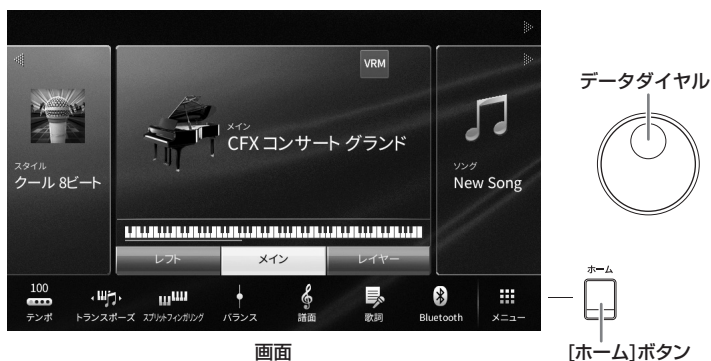 VRM
データダイヤル
メイン
CFX コンサート グランド
スタイル
クール 8ビート
ソング
New Song
レフト
メイン
レイヤー
ホーム
100
テンポ
トランスポーズ
スプリットフィンガリング
バランス
譜面
歌詞
Bluetooth
メニュー
画面
[ホーム]ボタン